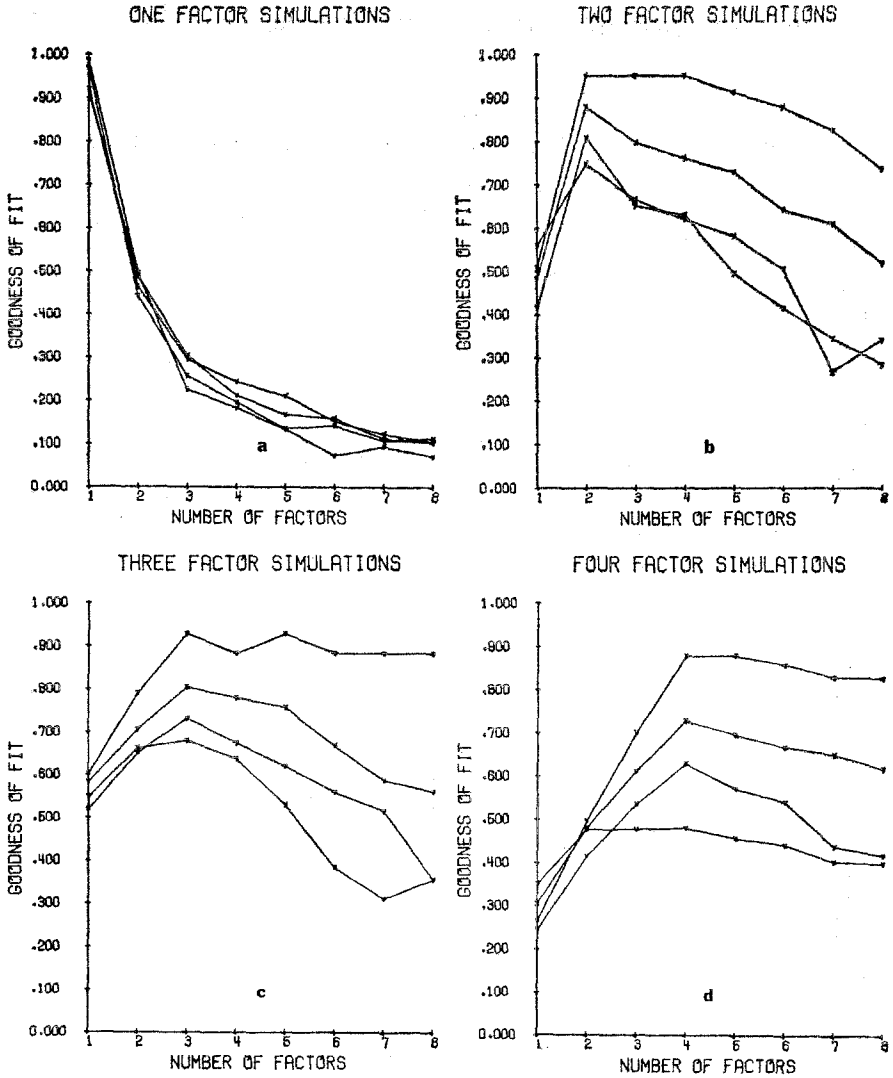 ONE FACTOR SIMULATIONS
1.000
.900
.800
.700
.600
.500
.400
.300
.200
.100
0.000
GOODNESS OF FIT
a
1 2 3 4 5 6 7 8
NUMBER OF FACTORS
TWO FACTOR SIMULATIONS
1.000
.900
.800
.700
.600
.500
.400
.300
.200
.100
0.000
GOODNESS OF FIT
b
1 2 3 4 5 6 7 8
NUMBER OF FACTORS
THREE FACTOR SIMULATIONS
1.000
.900
.800
.700
.600
.500
.400
.300
.200
.100
0.000
GOODNESS OF FIT
c
1 2 3 4 5 6 7 8
NUMBER OF FACTORS
FOUR FACTOR SIMULATIONS
1.000
.900
.800
.700
.600
.500
.400
.300
.200
.100
0.000
GOODNESS OF FIT
d
1 2 3 4 5 6 7 8
NUMBER OF FACTORS